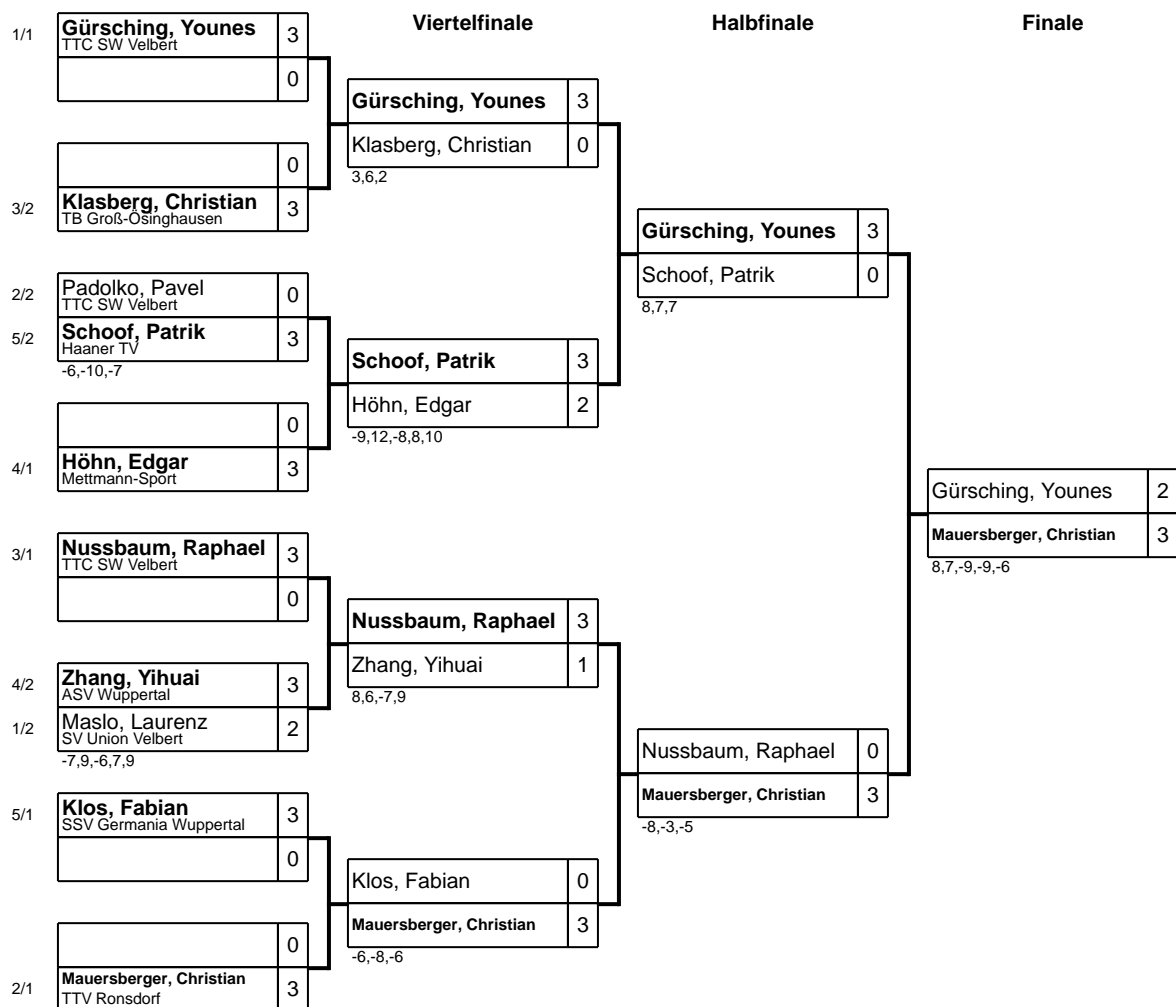 Viertelfinale
Halbfinale
Finale
1/1
Gürsching, Younes 3
TTC SW Velbert
0
0
3/2
Klasberg, Christian 3
TB Groß-Ösinghausen
2/2
Padolko, Pavel 0
TTC SW Velbert
5/2
Schoof, Patrik 3
Haaner TV
-6,-10,-7
0
4/1
Höhn, Edgar 3
Mettmann-Sport
3/1
Nussbaum, Raphael 3
TTC SW Velbert
0
4/2
Zhang, Yihuai 3
ASV Wuppertal
1/2
Maslo, Laurenz 2
SV Union Velbert
-7,9,-6,7,9
5/1
Klos, Fabian 3
SSV Germania Wuppertal
0
0
2/1
Mauersberger, Christian 3
TTV Ronsdorf
Gürsching, Younes 3
Klasberg, Christian 0
3,6,2
Schoof, Patrik 3
Höhn, Edgar 2
-9,12,-8,8,10
Nussbaum, Raphael 3
Zhang, Yihuai 1
8,6,-7,9
Klos, Fabian 0
Mauersberger, Christian 3
-6,-8,-6
Gürsching, Younes 3
Schoof, Patrik 0
8,7,7
Nussbaum, Raphael 0
Mauersberger, Christian 3
-8,-3,-5
Gürsching, Younes 2
Mauersberger, Christian 3
8,7,-9,-9,-6